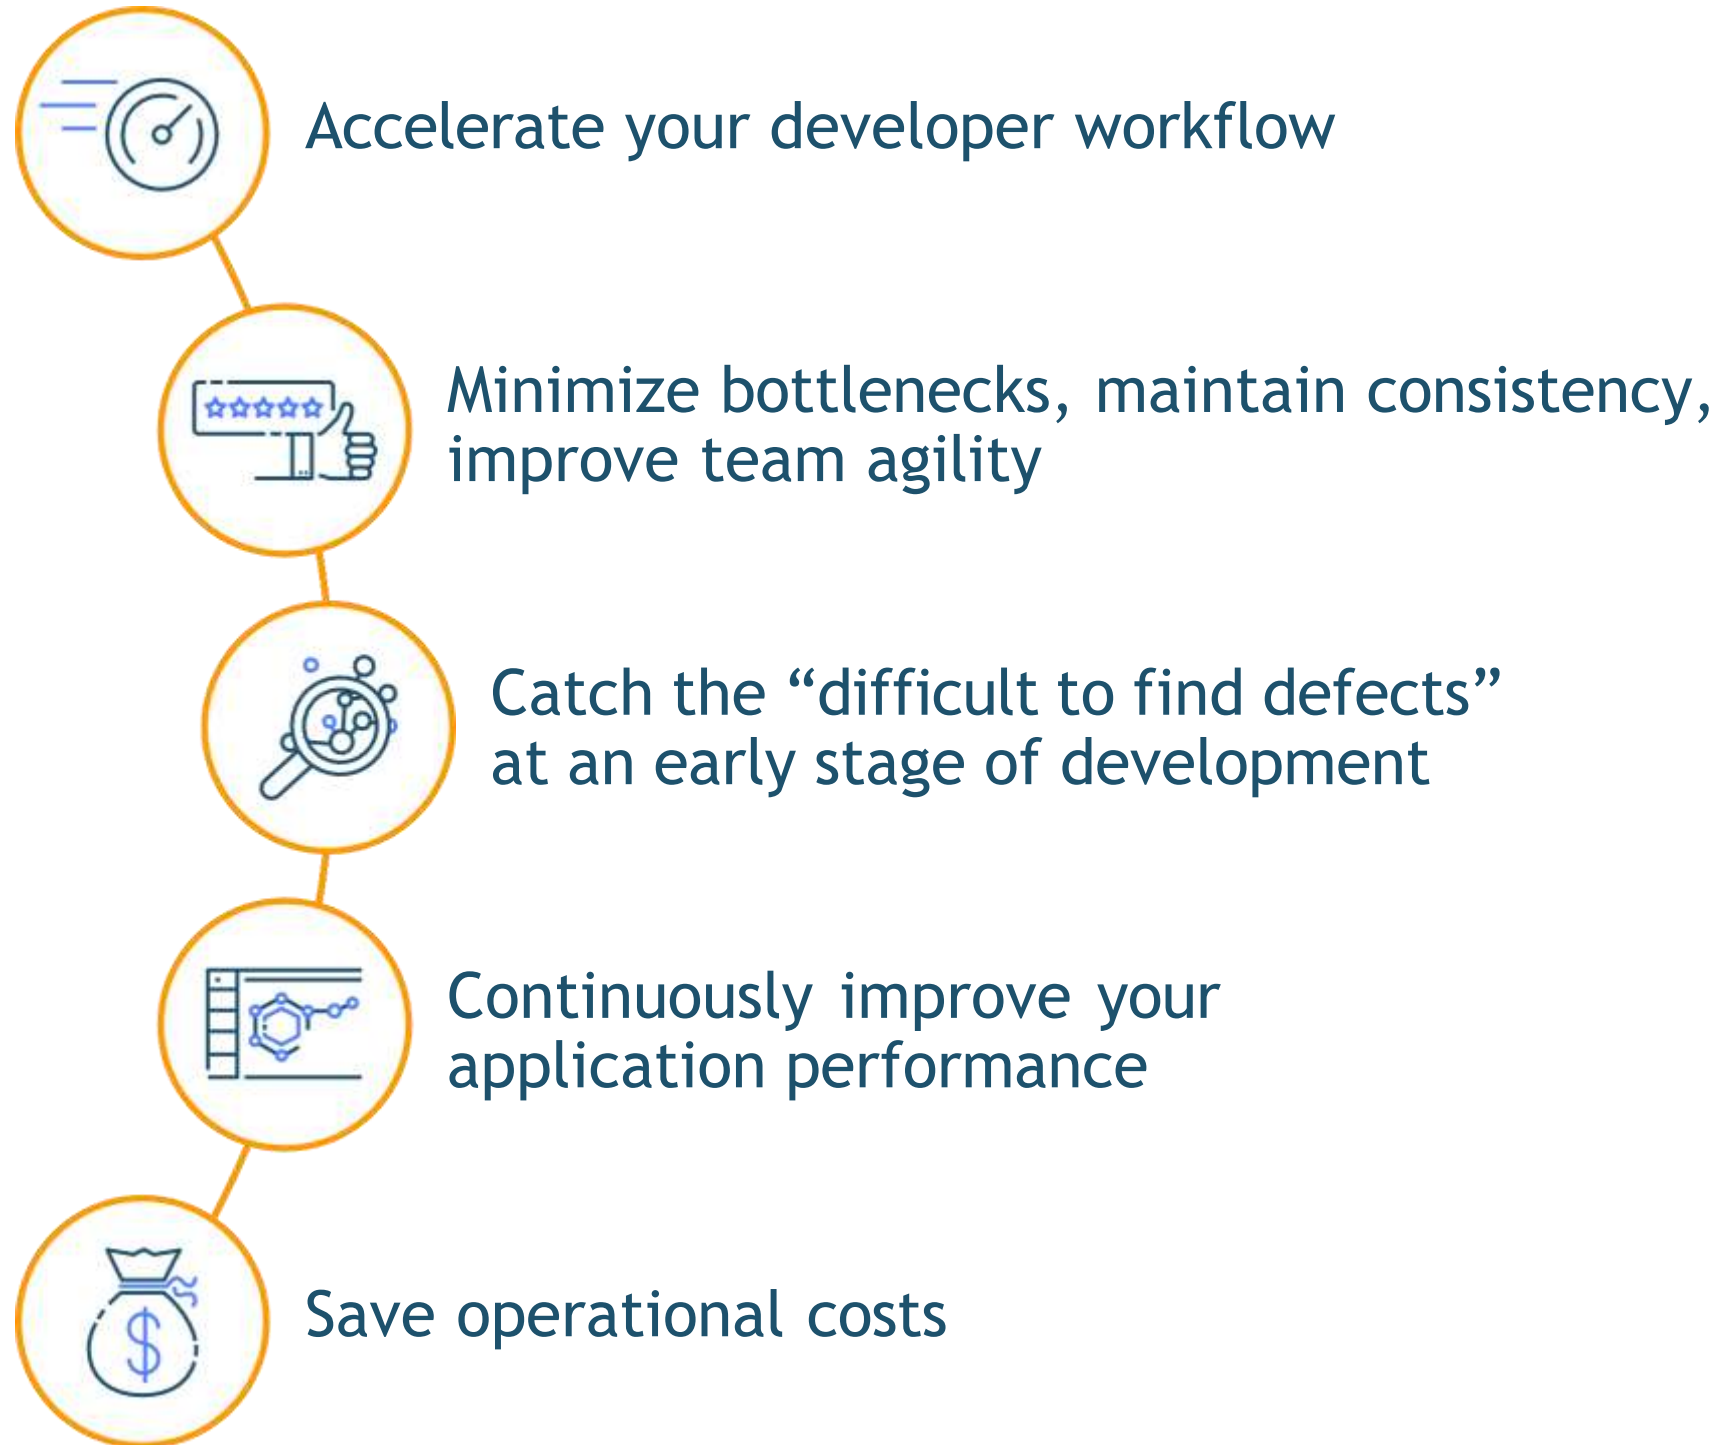 Accelerate your developer workflow
Minimize bottlenecks, maintain consistency,
improve team agility
Catch the “difficult to find defects”
at an early stage of development
Continuously improve your
application performance
$
Save operational costs